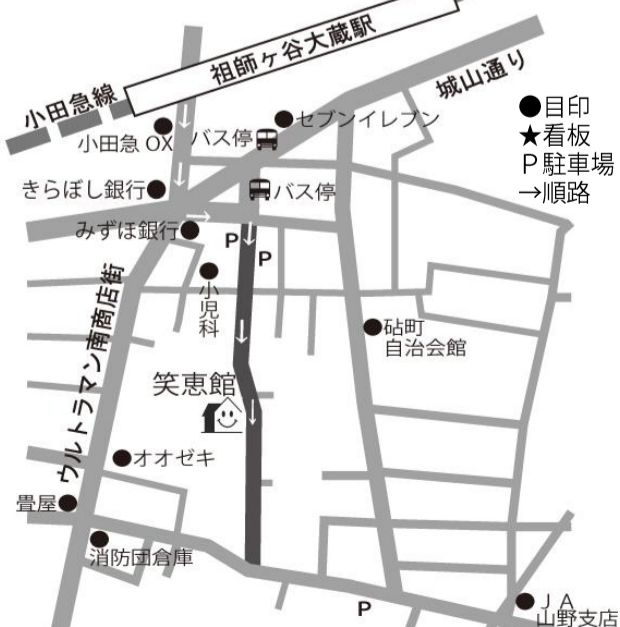 祖師ヶ谷大蔵駅
小田急線
城山通り
●目印
★看板
P駐車場
→順路
セブンイレブン
小田急 OX
バス停
きらぼし銀行
バス停
みずほ銀行
P
P
小児科
ウルトラマン南商店街
砧町
自治会館
笑恵館
オオゼキ
畳屋
消防団倉庫
P
JA
山野支店